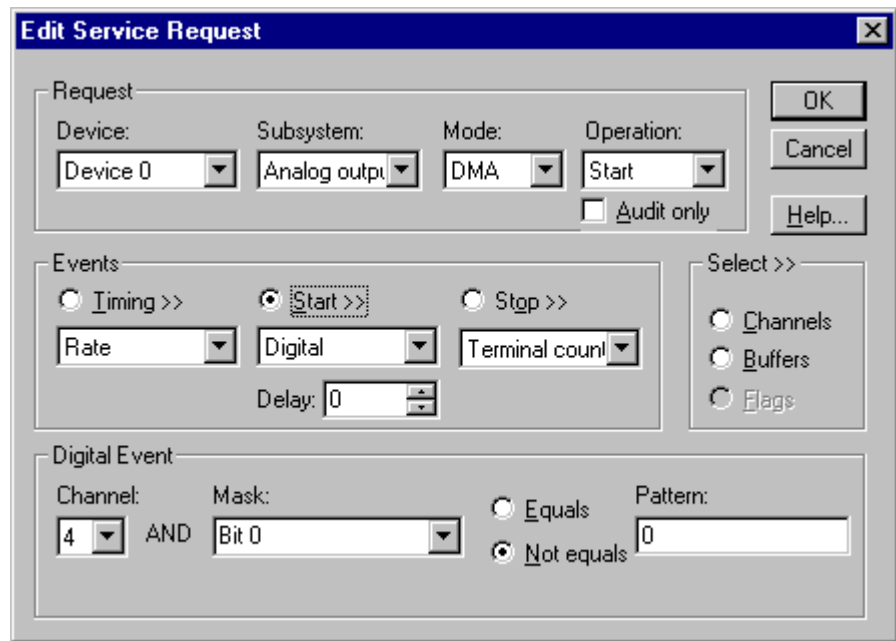 Edit Service Request
Request
Device: Subsystem: Mode: Operation:
Device 0 Analog outpu DMA Start
Audit only
OK
Cancel
Help...
Events
Timing >> Start >> Stop >>
Rate Digital Terminal count
Delay: 0
Select >>
Channels
Buffers
Flags
Digital Event
Channel: Mask: Pattern:
4 AND Bit 0 Equals 0
Not equals